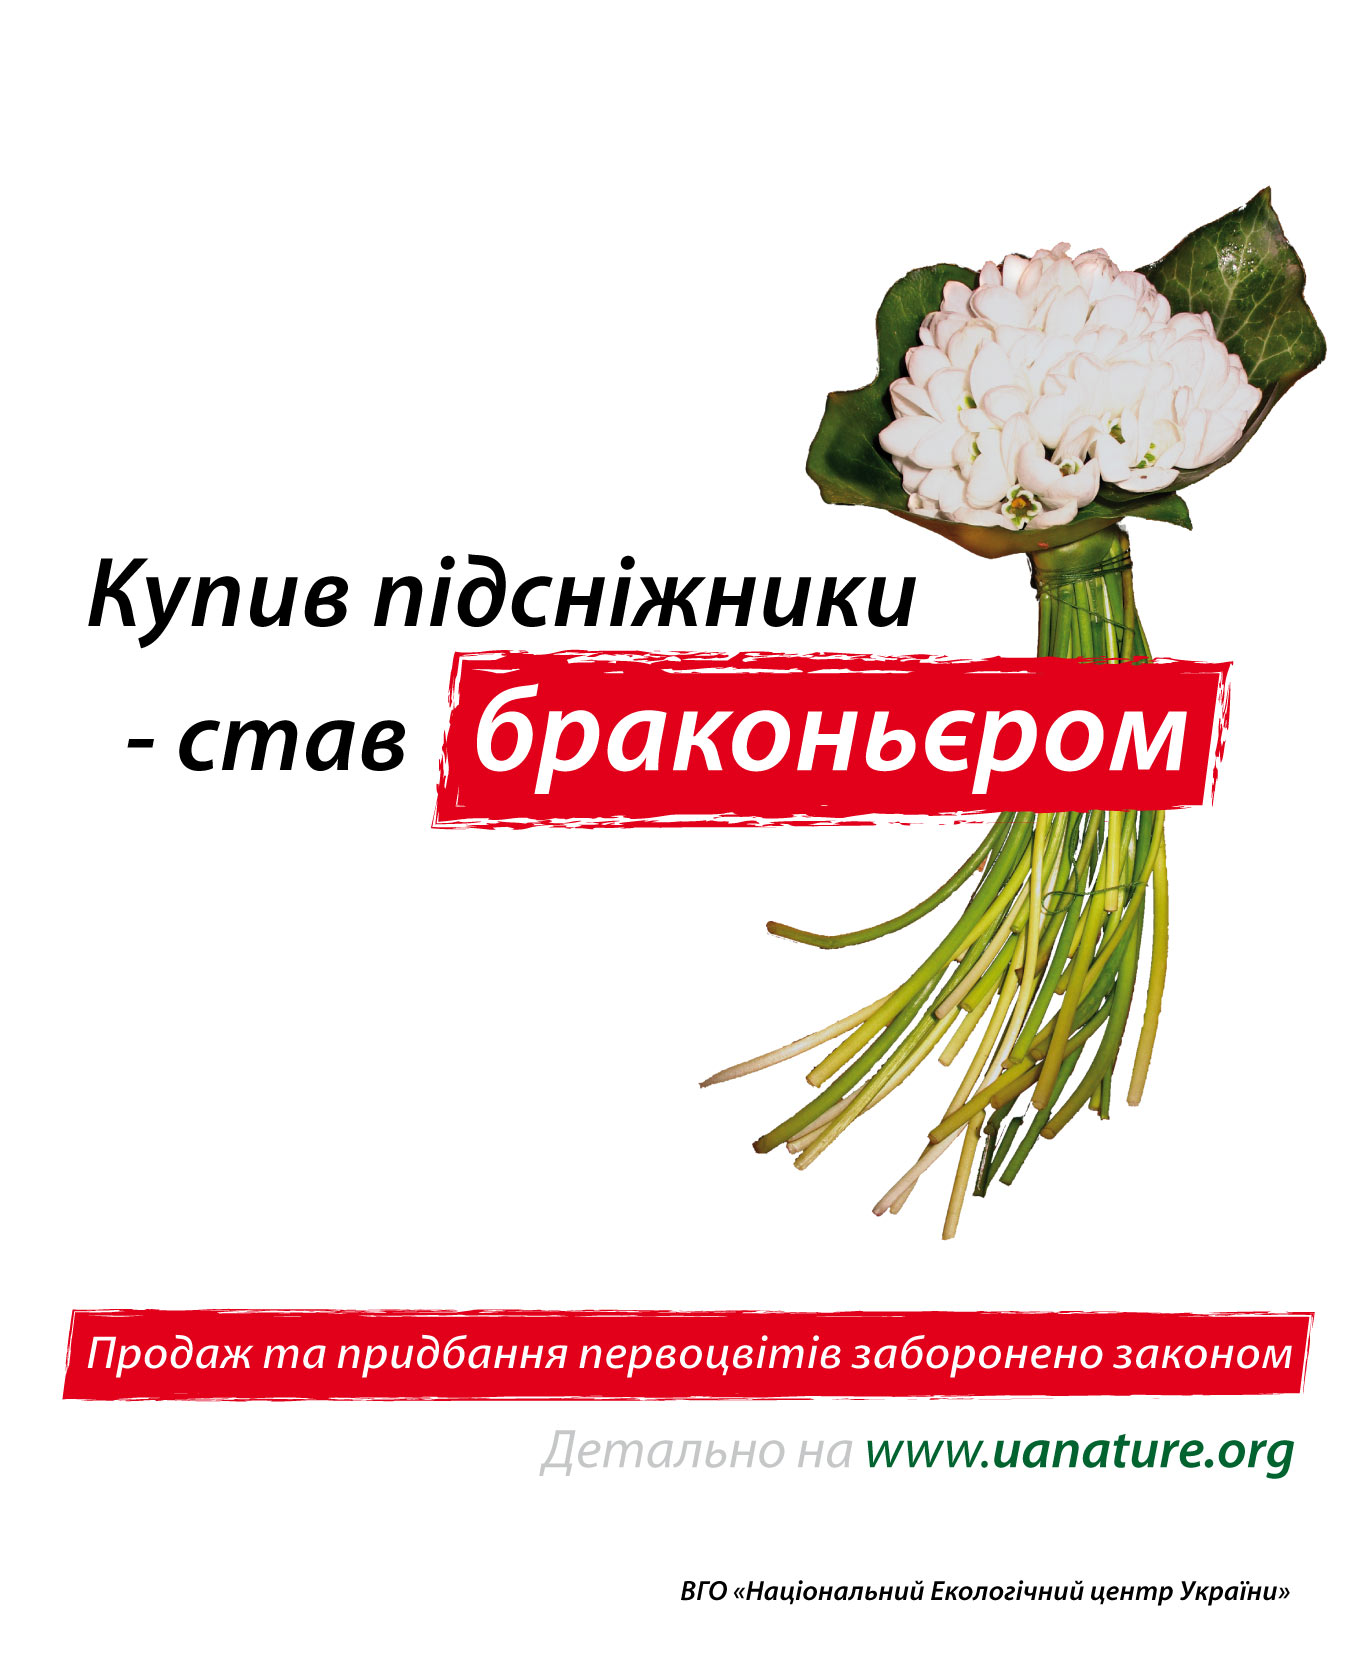 Купив підсніжники
- став браконьєром
Продаж та придбання первоцвітів заборонено законом
Детально на www.uanature.org
ВГО «Національний Екологічний центр України»